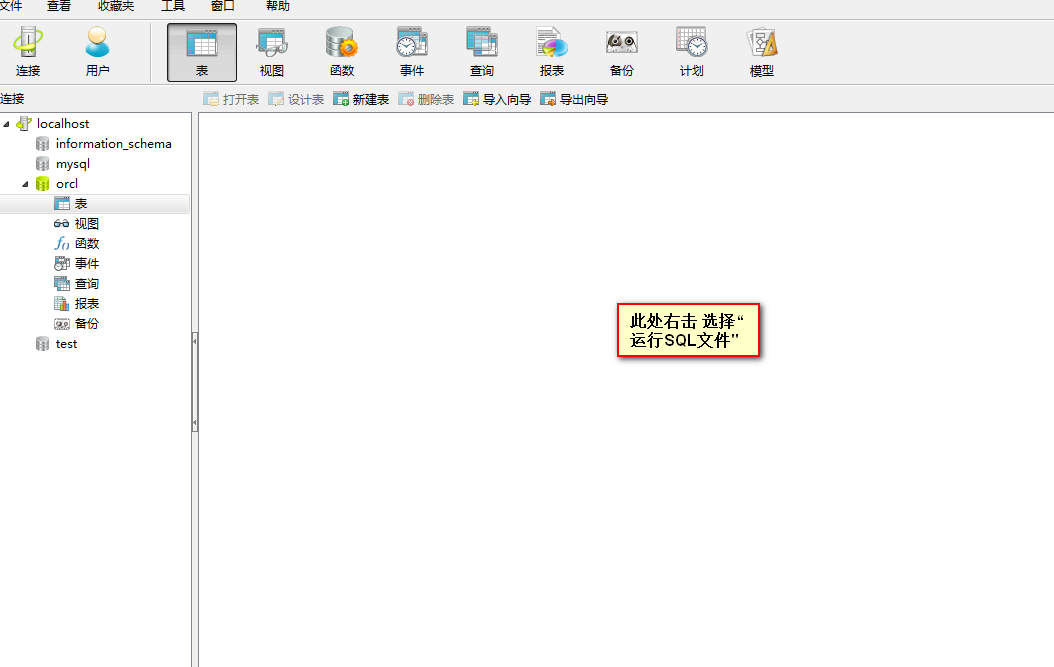 文件 查看 收藏夹 工具 窗口 帮助
连接 用户 表 视图 函数 事件 查询 报表 备份 计划 模型
连接 打开表 设计表 新建表 删除表 导入向导 导出向导
localhost
information_schema
mysql
orcl
表
视图
函数
事件
查询
报表
备份
test
此处右击 选择“
运行SQL文件"